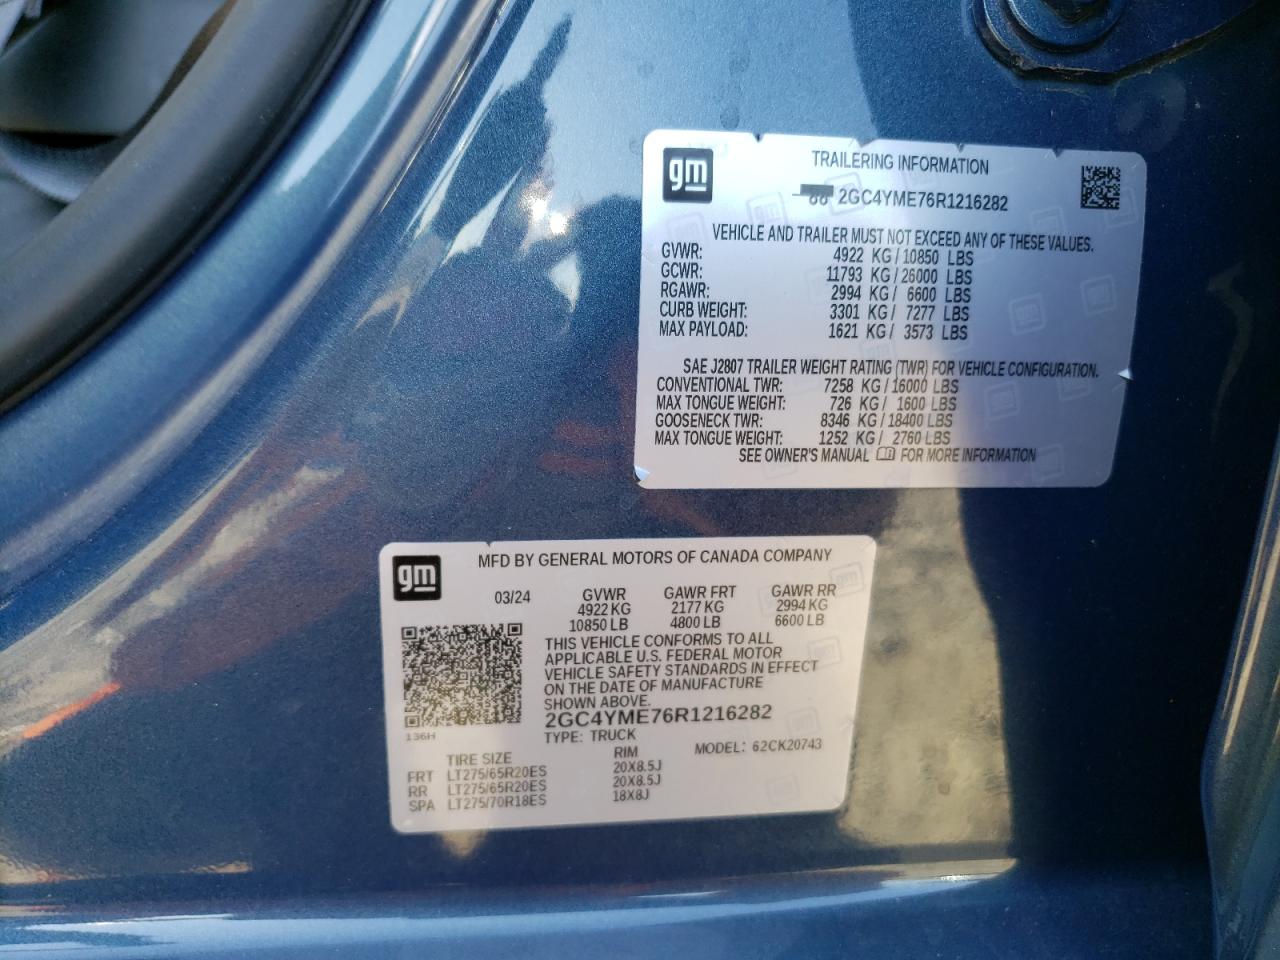 gm
TRAILERING INFORMATION
2GC4YME76R1216282
VEHICLE AND TRAILER MUST NOT EXCEED ANY OF THESE VALUES.
GVWR: 4922 KG / 10850 LBS
GCWR: 11793 KG / 26000 LBS
RGAWR: 2994 KG / 6600 LBS
CURB WEIGHT: 3301 KG / 7277 LBS
MAX PAYLOAD: 1621 KG / 3573 LBS
SAE J2807 TRAILER WEIGHT RATING (TWR) FOR VEHICLE CONFIGURATION.
CONVENTIONAL TWR: 7258 KG / 16000 LBS
MAX TONGUE WEIGHT: 726 KG / 1600 LBS
GOOSENECK TWR: 8346 KG / 18400 LBS
MAX TONGUE WEIGHT: 1252 KG / 2760 LBS
SEE OWNER'S MANUAL FOR MORE INFORMATION
gm
MFD BY GENERAL MOTORS OF CANADA COMPANY
03/24 GVWR GAWR FRT GAWR RR
4922 KG 2177 KG 2994 KG
10850 LB 4800 LB 6600 LB
THIS VEHICLE CONFORMS TO ALL
APPLICABLE U.S. FEDERAL MOTOR
VEHICLE SAFETY STANDARDS IN EFFECT
ON THE DATE OF MANUFACTURE
SHOWN ABOVE.
2GC4YME76R1216282
TYPE: TRUCK
136H
MODEL: 62CK20743
TIRE SIZE RIM
FRT LT275/65R20ES 20X8.5J
RR LT275/65R20ES 20X8.5J
SPA LT275/70R18ES 18X8J